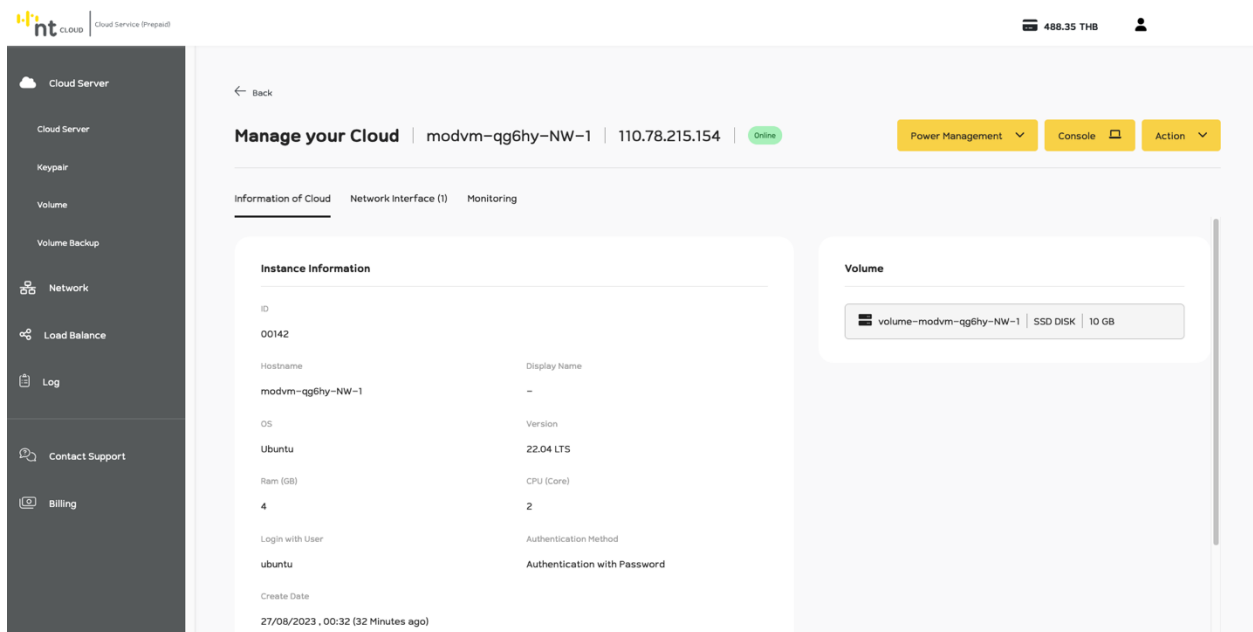 nt CLOUD Cloud Service (Prepaid)
488.35 THB
Cloud Server
Cloud Server
Keypair
Volume
Volume Backup
Network
Load Balance
Log
Contact Support
Billing
Back
Manage your Cloud modvm-qg6hy-NW-1 110.78.215.154 Online
Power Management Console Action
Information of Cloud Network Interface (1) Monitoring
Instance Information
ID
00142
Hostname Display Name
modvm-qg6hy-NW-1 -
OS Version
Ubuntu 22.04 LTS
Ram (GB) CPU (Core)
4 2
Login with User Authentication Method
ubuntu Authentication with Password
Create Date
27/08/2023 , 00:32 (32 Minutes ago)
Volume
volume-modvm-qg6hy-NW-1 SSD DISK 10 GB